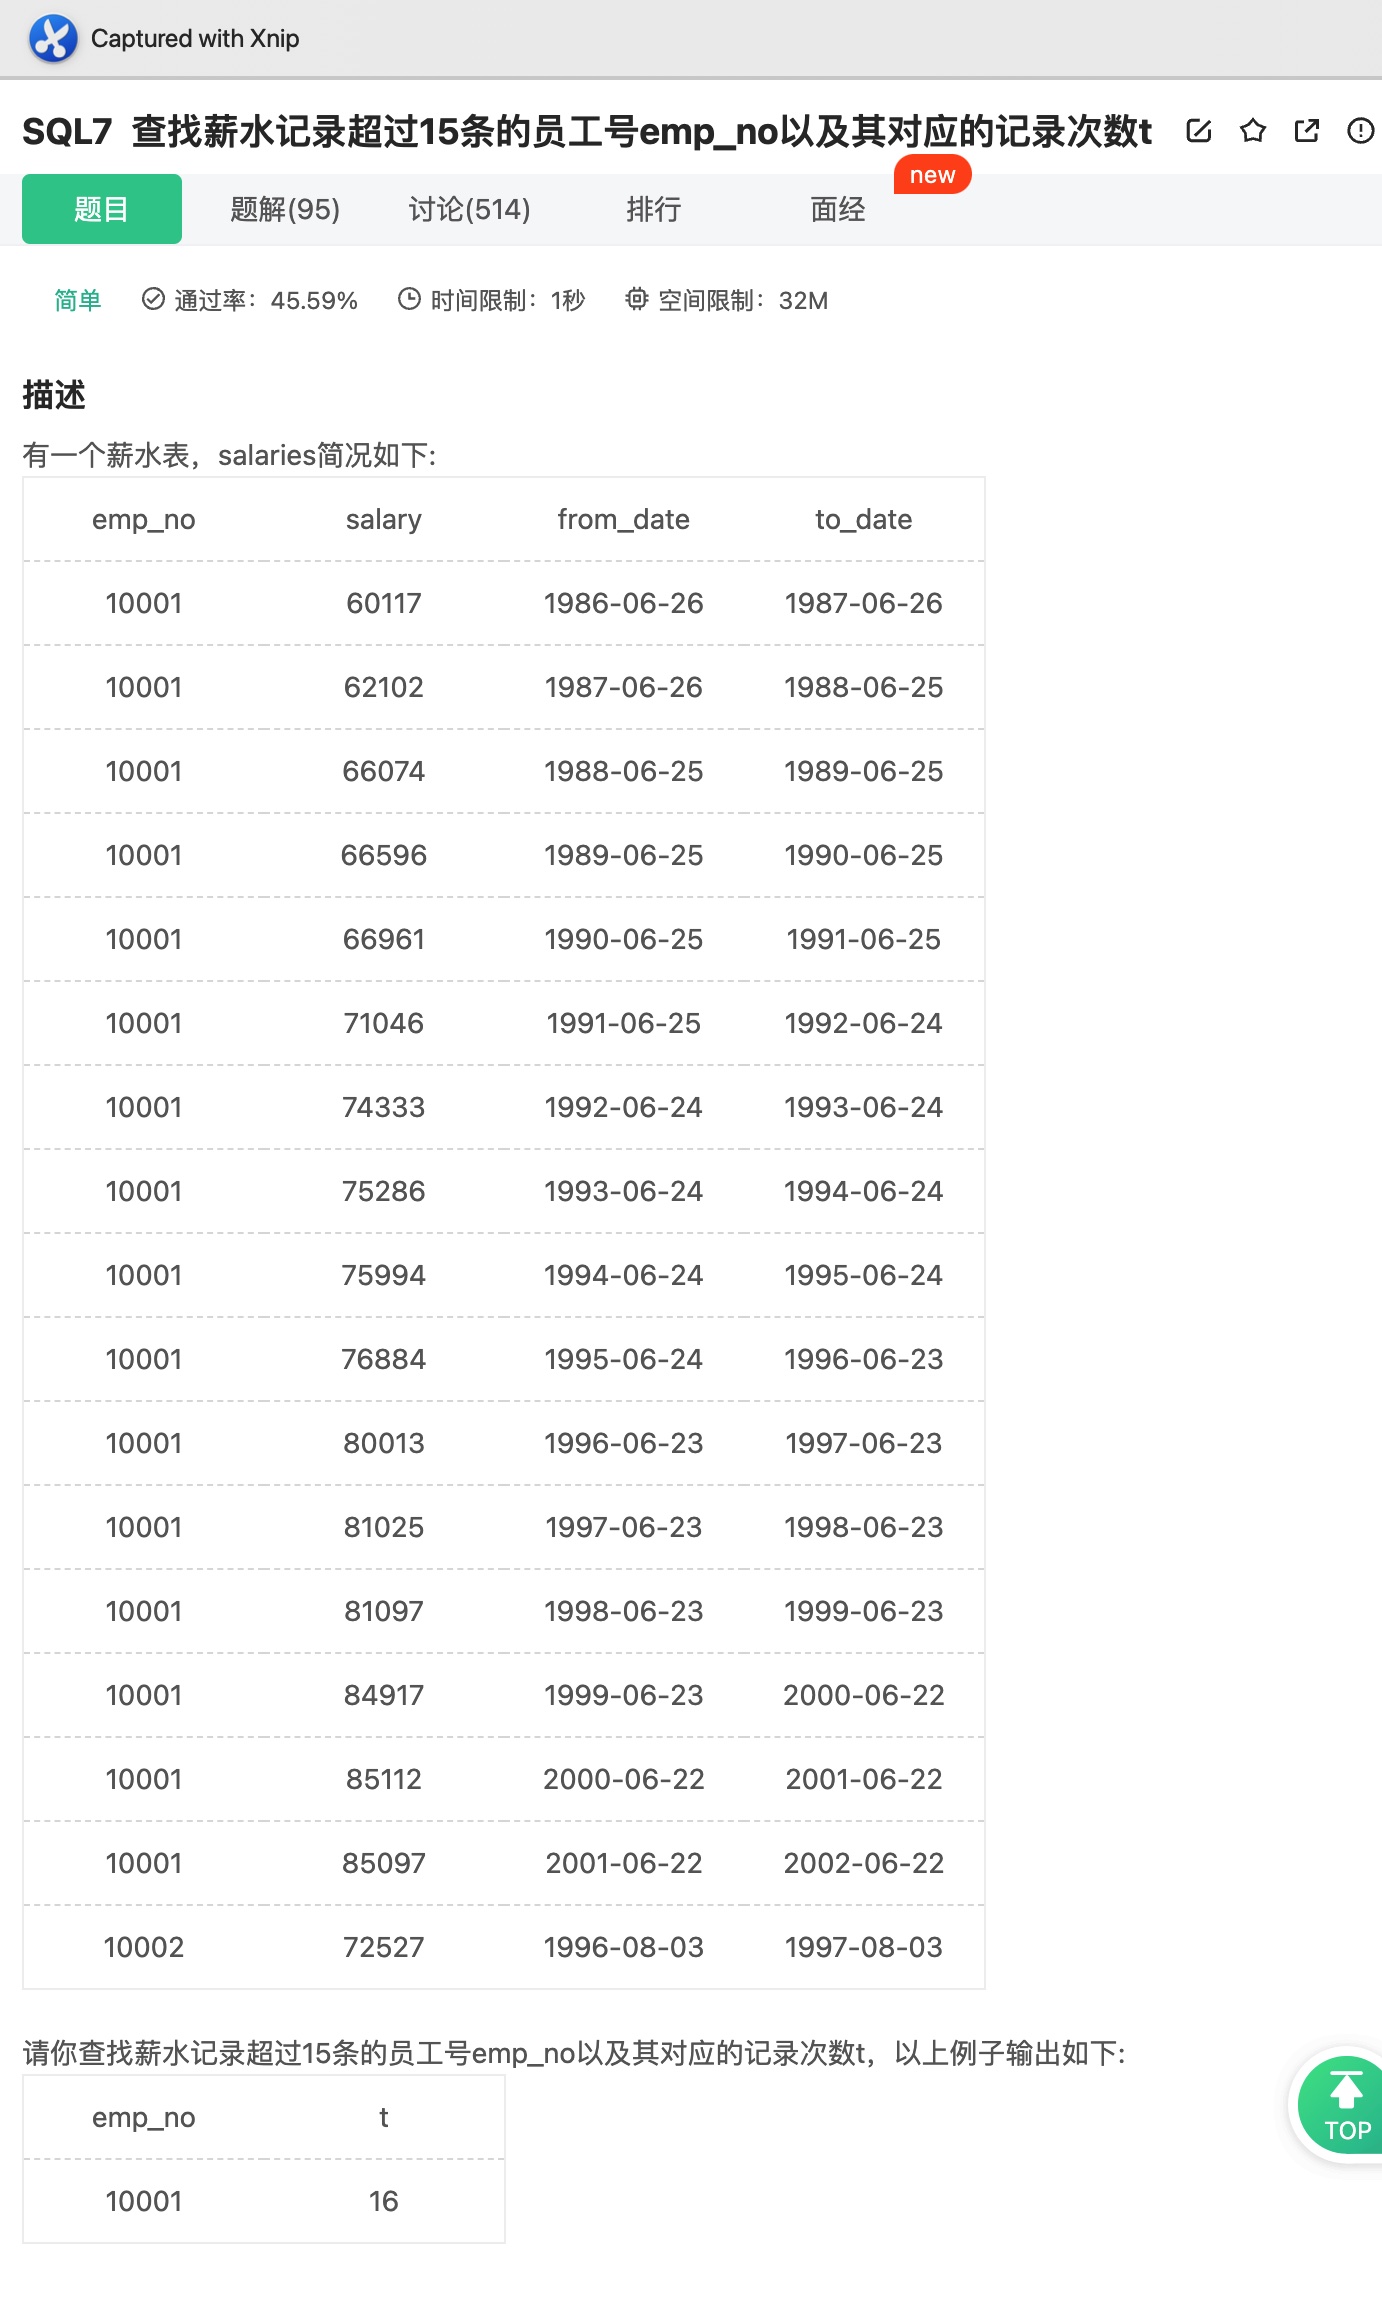 Captured with Xnip
SQL7 查找薪水记录超过15条的员工号emp_no以及其对应的记录次数t
new
题目 题解(95) 讨论(514) 排行 面经
简单 通过率：45.59% 时间限制：1秒 空间限制：32M
描述
有一个薪水表，salaries简况如下:
emp_no salary from_date to_date
10001 60117 1986-06-26 1987-06-26
10001 62102 1987-06-26 1988-06-25
10001 66074 1988-06-25 1989-06-25
10001 66596 1989-06-25 1990-06-25
10001 66961 1990-06-25 1991-06-25
10001 71046 1991-06-25 1992-06-24
10001 74333 1992-06-24 1993-06-24
10001 75286 1993-06-24 1994-06-24
10001 75994 1994-06-24 1995-06-24
10001 76884 1995-06-24 1996-06-23
10001 80013 1996-06-23 1997-06-23
10001 81025 1997-06-23 1998-06-23
10001 81097 1998-06-23 1999-06-23
10001 84917 1999-06-23 2000-06-22
10001 85112 2000-06-22 2001-06-22
10001 85097 2001-06-22 2002-06-22
10002 72527 1996-08-03 1997-08-03
请你查找薪水记录超过15条的员工号emp_no以及其对应的记录次数t，以上例子输出如下:
emp_no t
10001 16
TOP